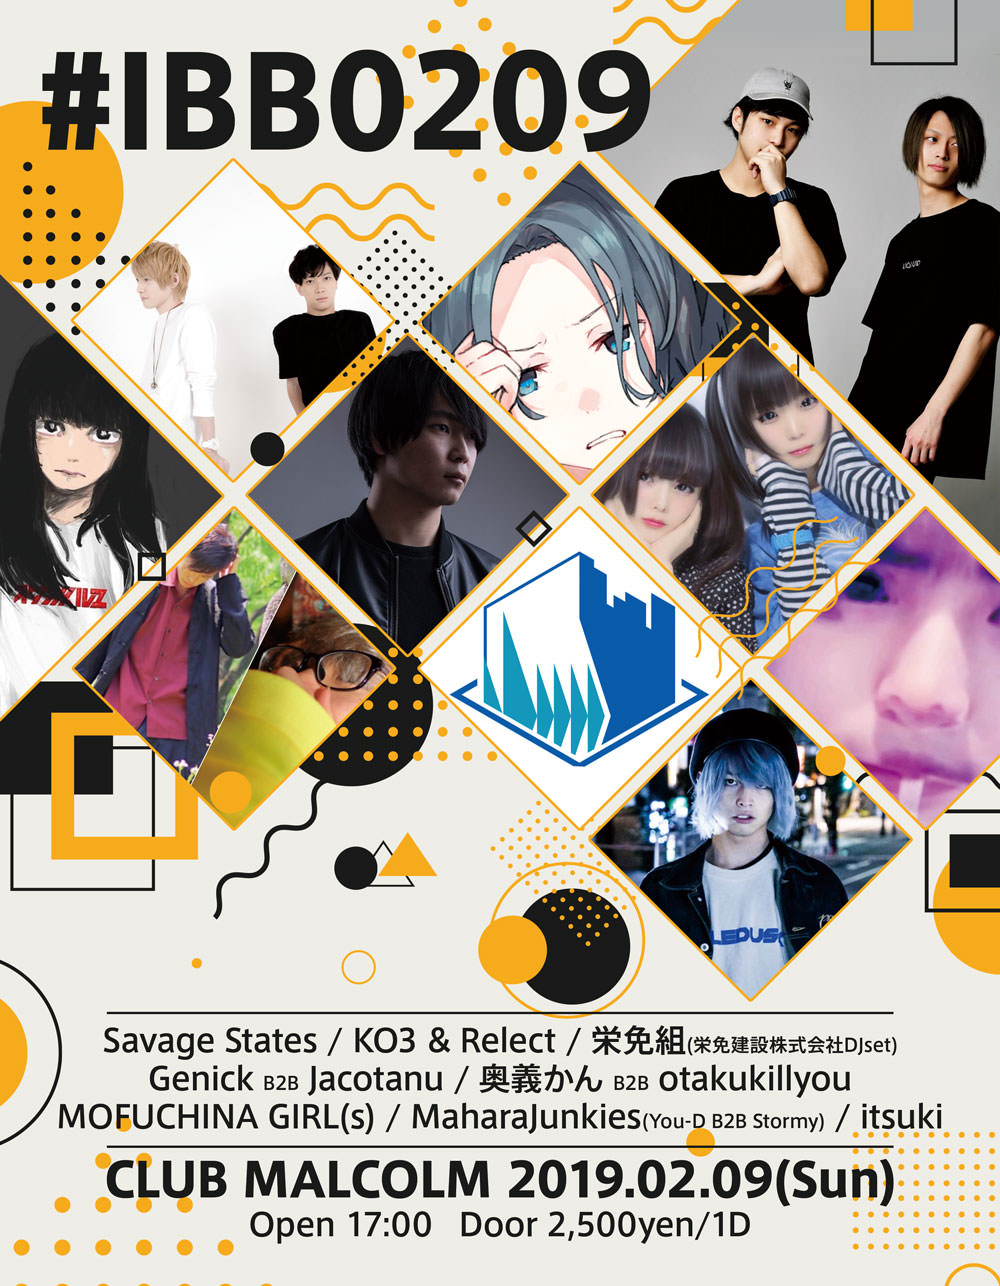 #IBB0209
LIQUID
LEDUS
Savage States / KO3 & Relect / 栄免組(栄免建設株式会社DJset)
Genick B2B Jacotanu / 奥義かん B2B otakukillyou
MOFUCHINA GIRL(s) / MaharaJunkies(You-D B2B Stormy) / itsuki
CLUB MALCOLM 2019.02.09(Sun)
Open 17:00 Door 2,500yen/1D